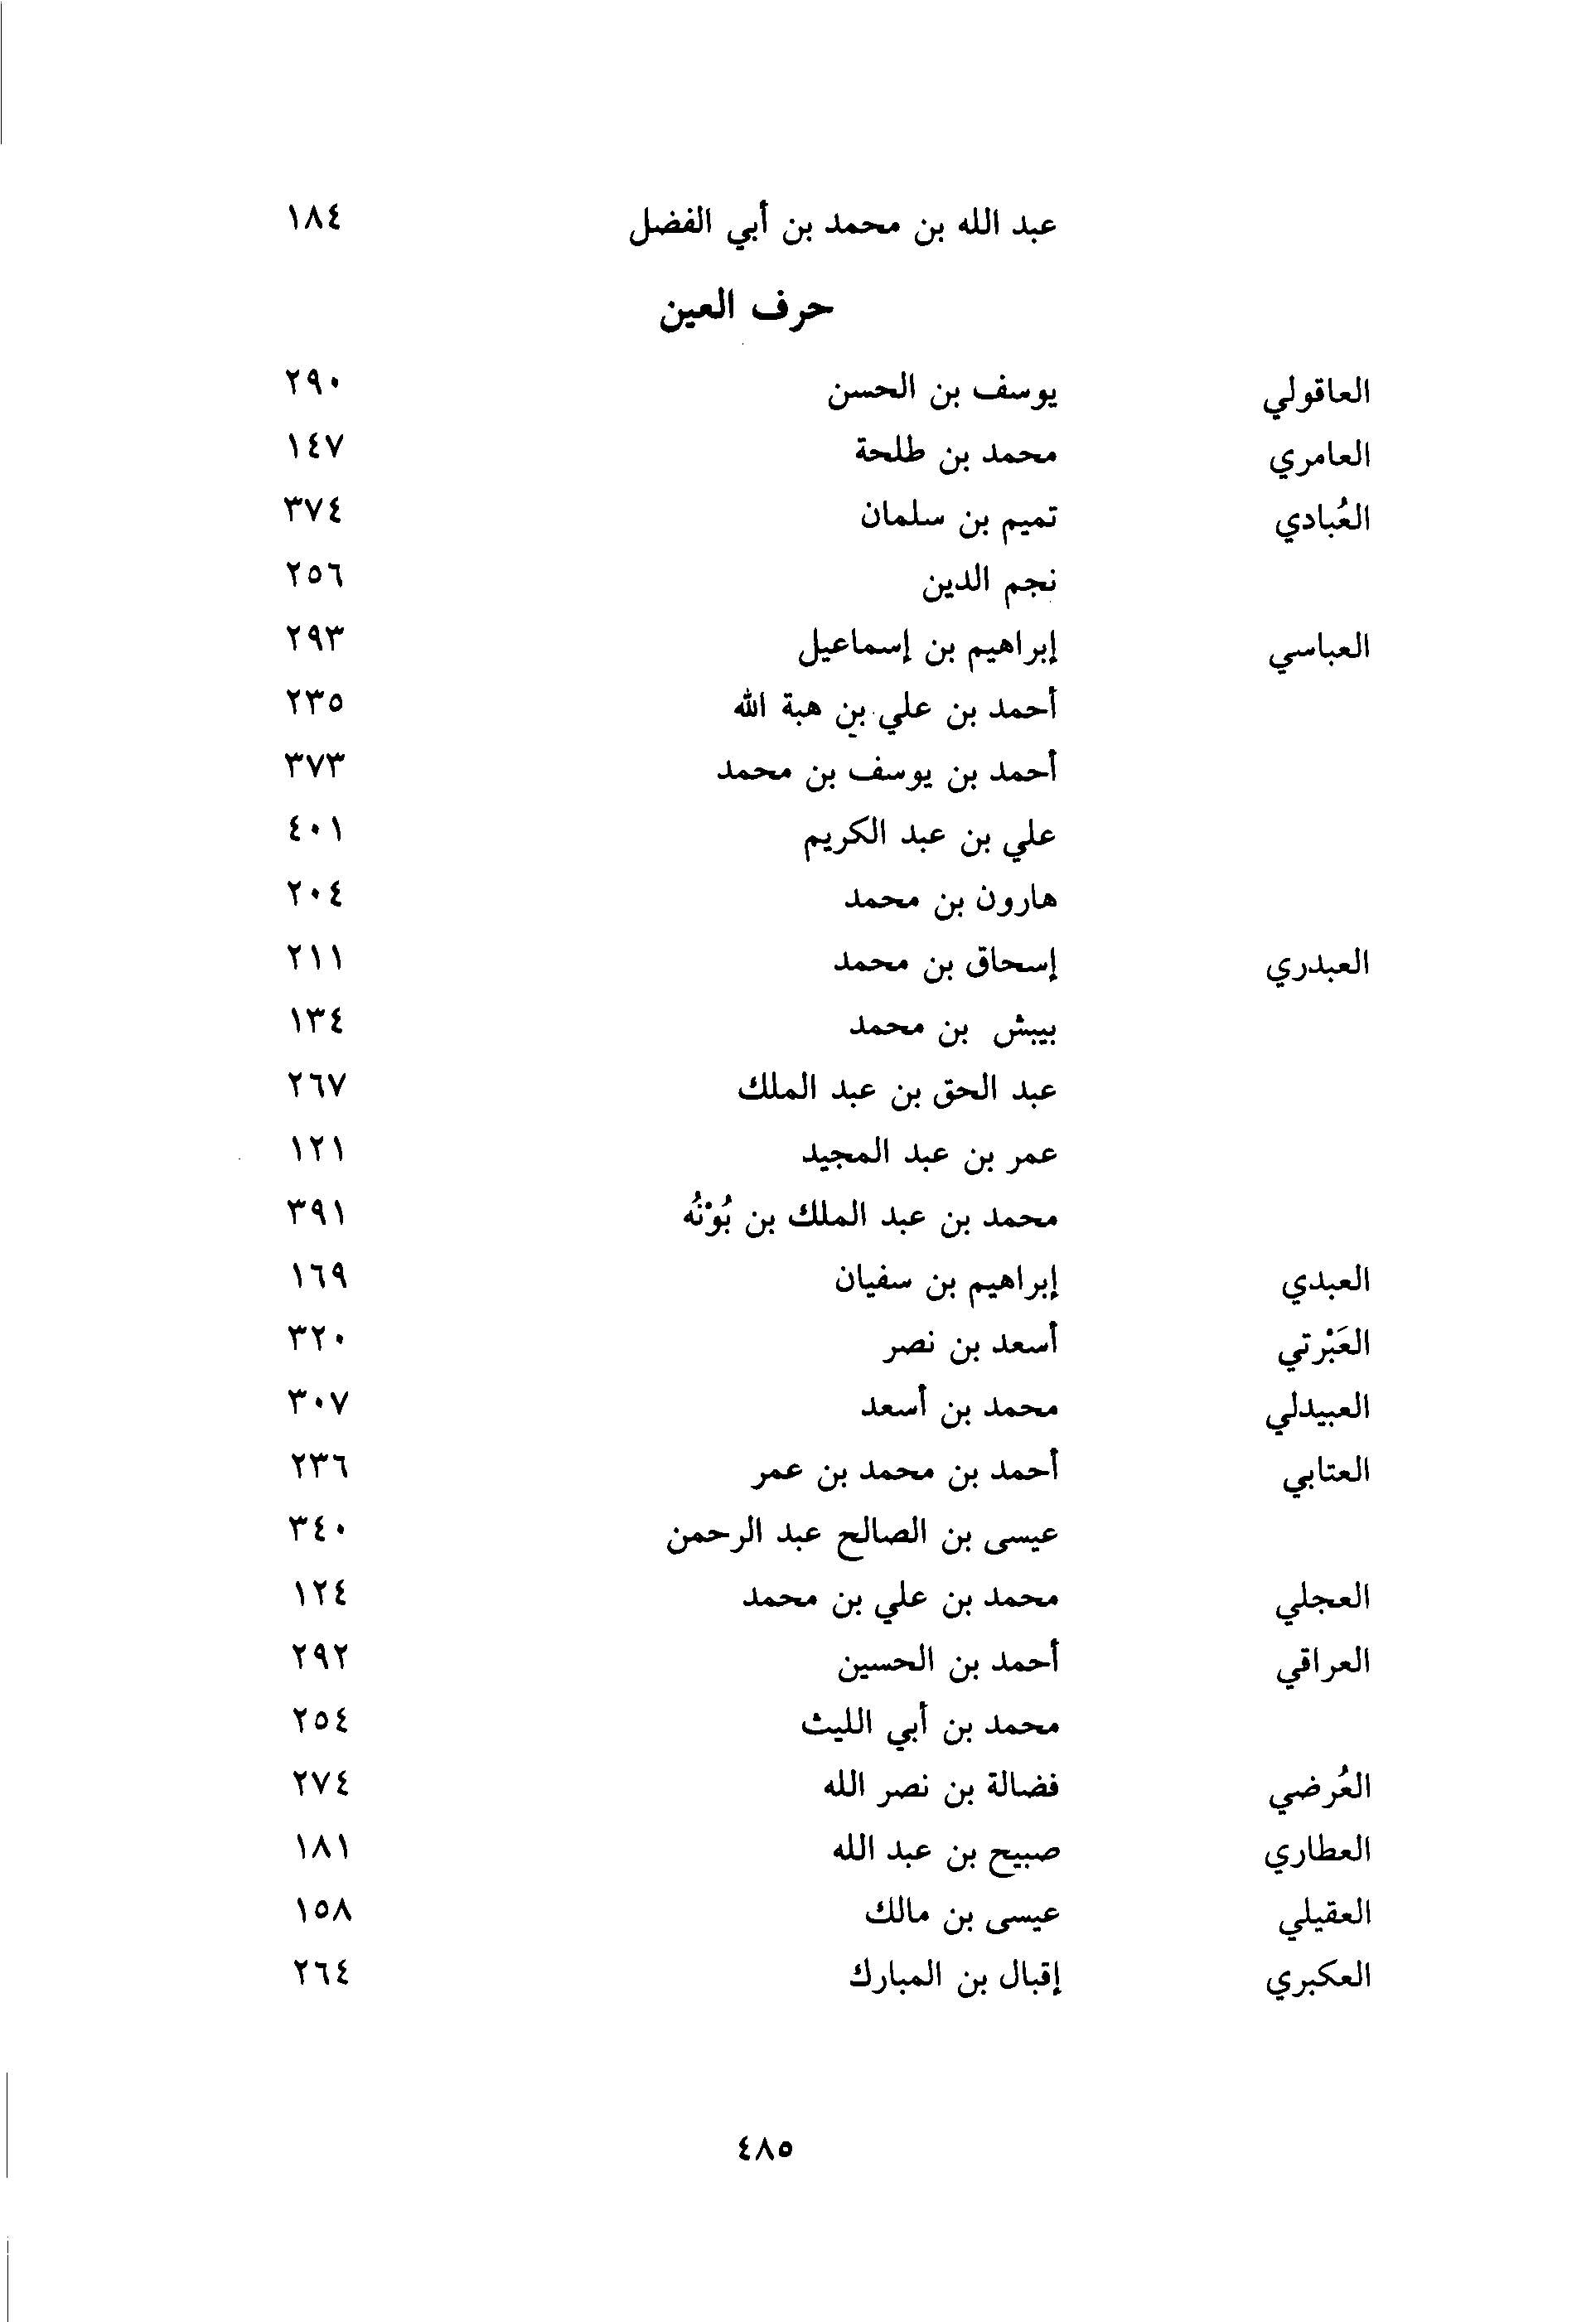 عبد الله بن محمد بن أبي الفضل ١٨٤
حرف العين
العاقولي يوسف بن الحسن ٢٩٠
العامري محمد بن طلحة ١٤٧
العُبادي تميم بن سلمان ٣٧٤
نجم الدين ٢٥٦
العباسي إبراهيم بن إسماعيل ٢٩٣
أحمد بن علي بن هبة الله ٢٣٥
أحمد بن يوسف بن محمد ٣٧٣
علي بن عبد الكريم ٤٠١
هارون بن محمد ٢٠٤
العبدري إسحاق بن محمد ٢١١
بيبش بن محمد ١٣٤
عبد الحق بن عبد الملك ٢٦٧
عمر بن عبد المجيد ١٢١
محمد بن عبد الملك بن بُوْنُه ٣٩١
العبدي إبراهيم بن سفيان ١٦٩
العَبْرتي أسعد بن نصر ٣٢٠
العبيدلي محمد بن أسعد ٣٠٧
العتابي أحمد بن محمد بن عمر ٢٣٦
عيسى بن الصالح عبد الرحمن ٣٤٠
العجلي محمد بن علي بن محمد ١٢٤
العراقي أحمد بن الحسين ٢٩٢
محمد بن أبي الليث ٢٥٤
العُرضي فضالة بن نصر الله ٢٧٤
العطاري صبيح بن عبد الله ١٨١
العقيلي عيسى بن مالك ١٥٨
العكبري إقبال بن المبارك ٢٦٤
٤٨٥